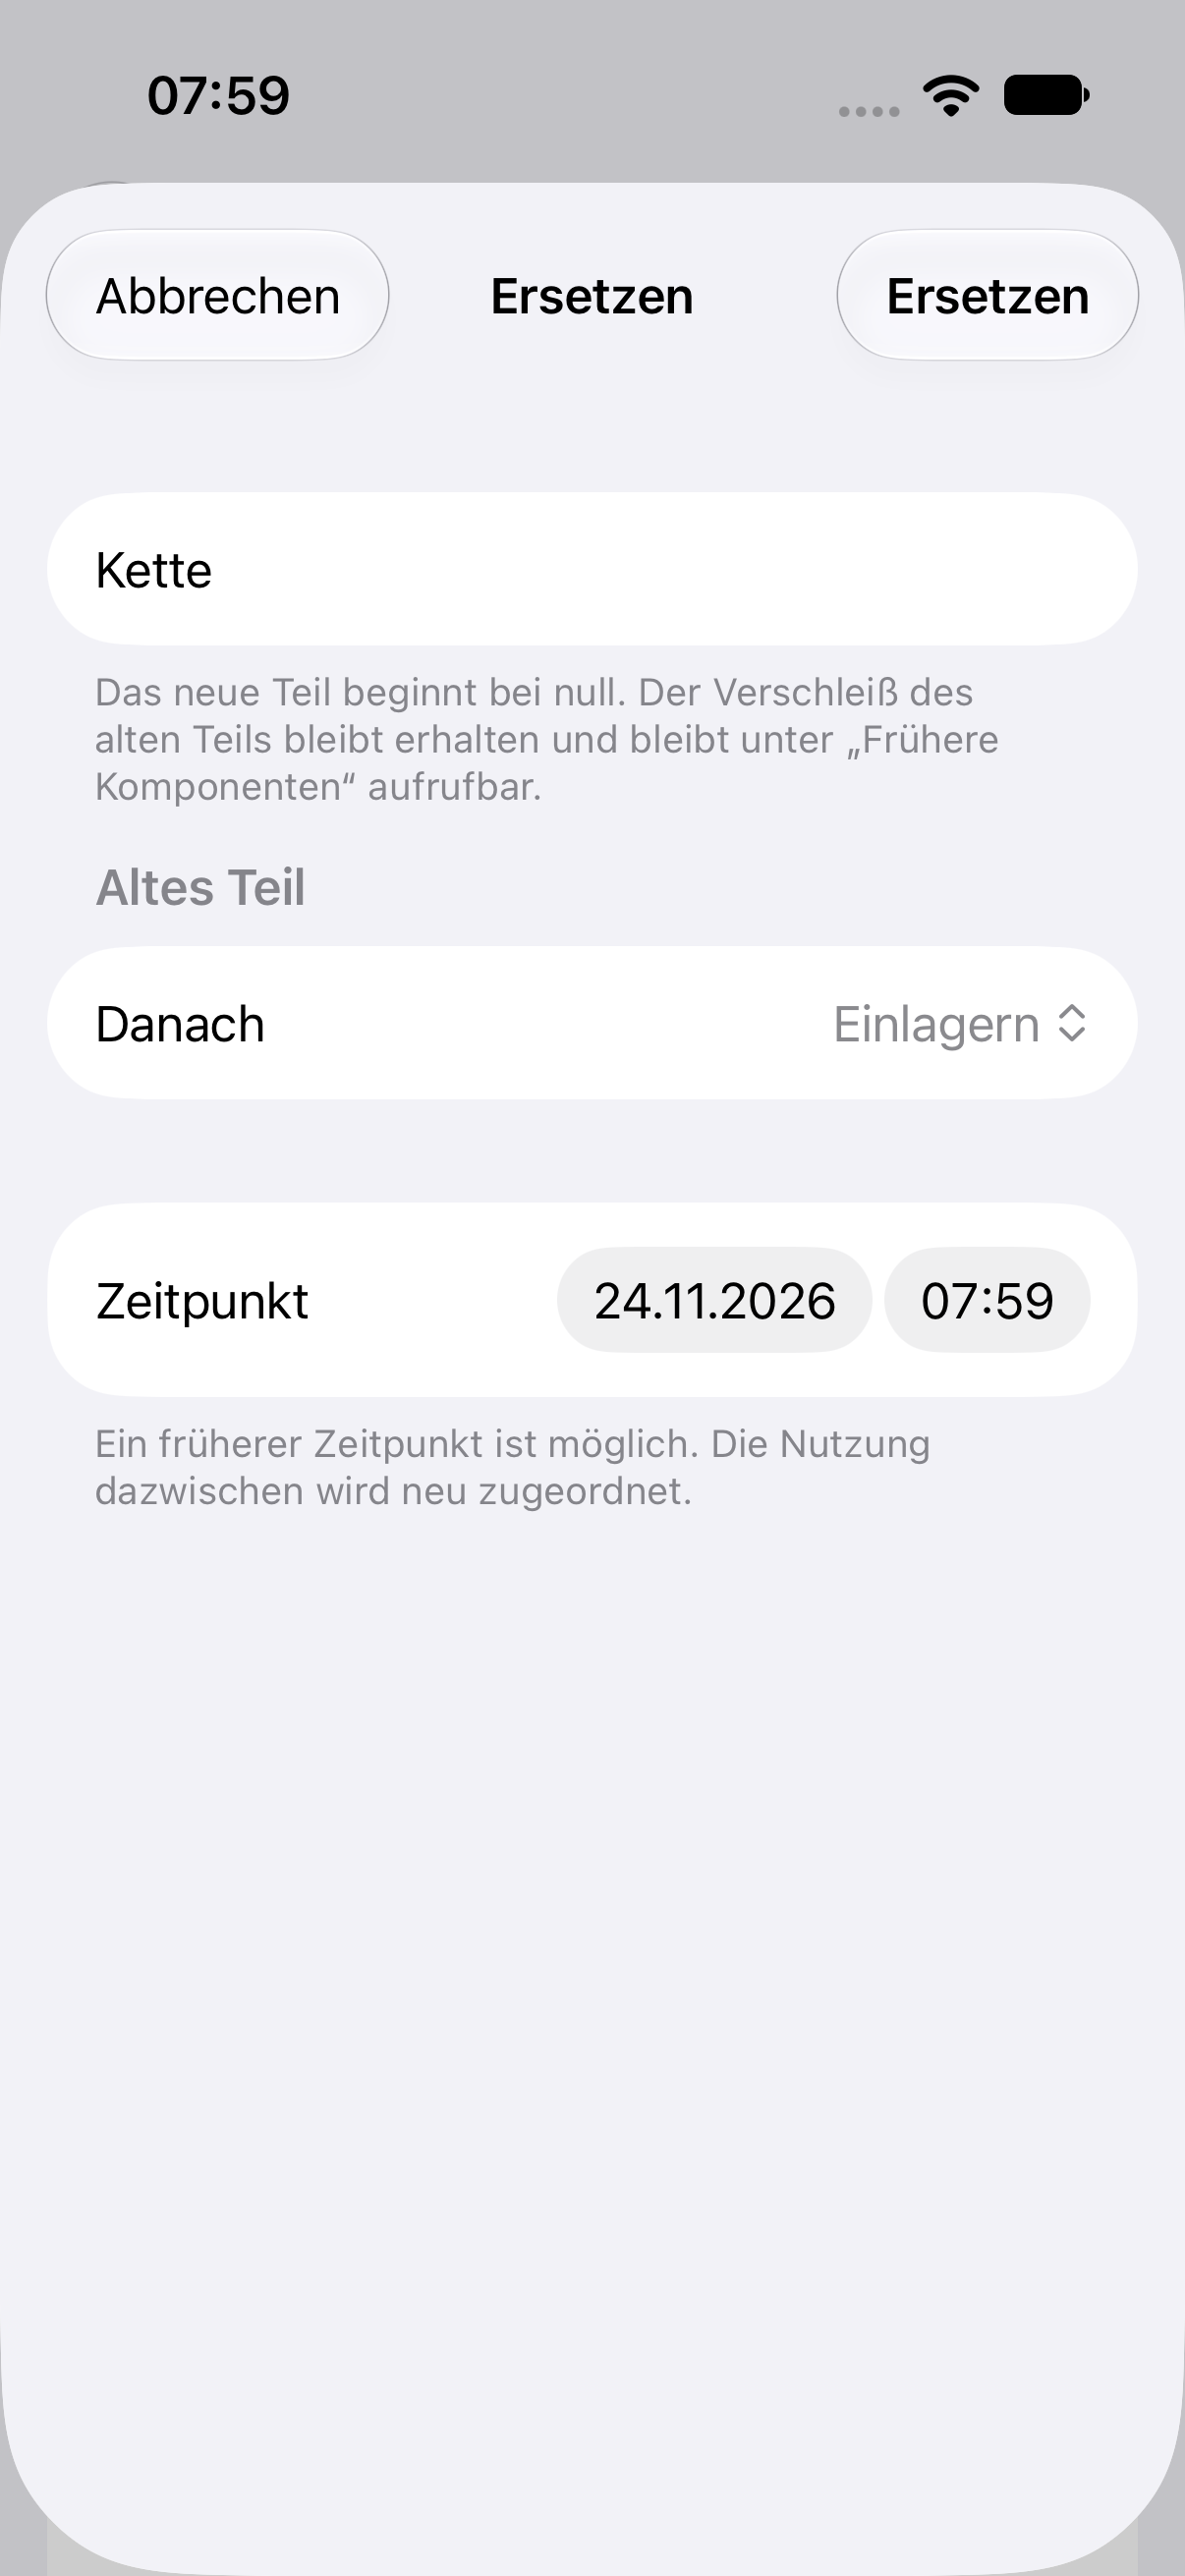 07:59
Abbrechen
Ersetzen
Ersetzen
Kette
Das neue Teil beginnt bei null. Der Verschleiß des
alten Teils bleibt erhalten und bleibt unter „Frühere
Komponenten“ aufrufbar.
Altes Teil
Danach
Einlagern
Zeitpunkt
24.11.2026
07:59
Ein früherer Zeitpunkt ist möglich. Die Nutzung
dazwischen wird neu zugeordnet.